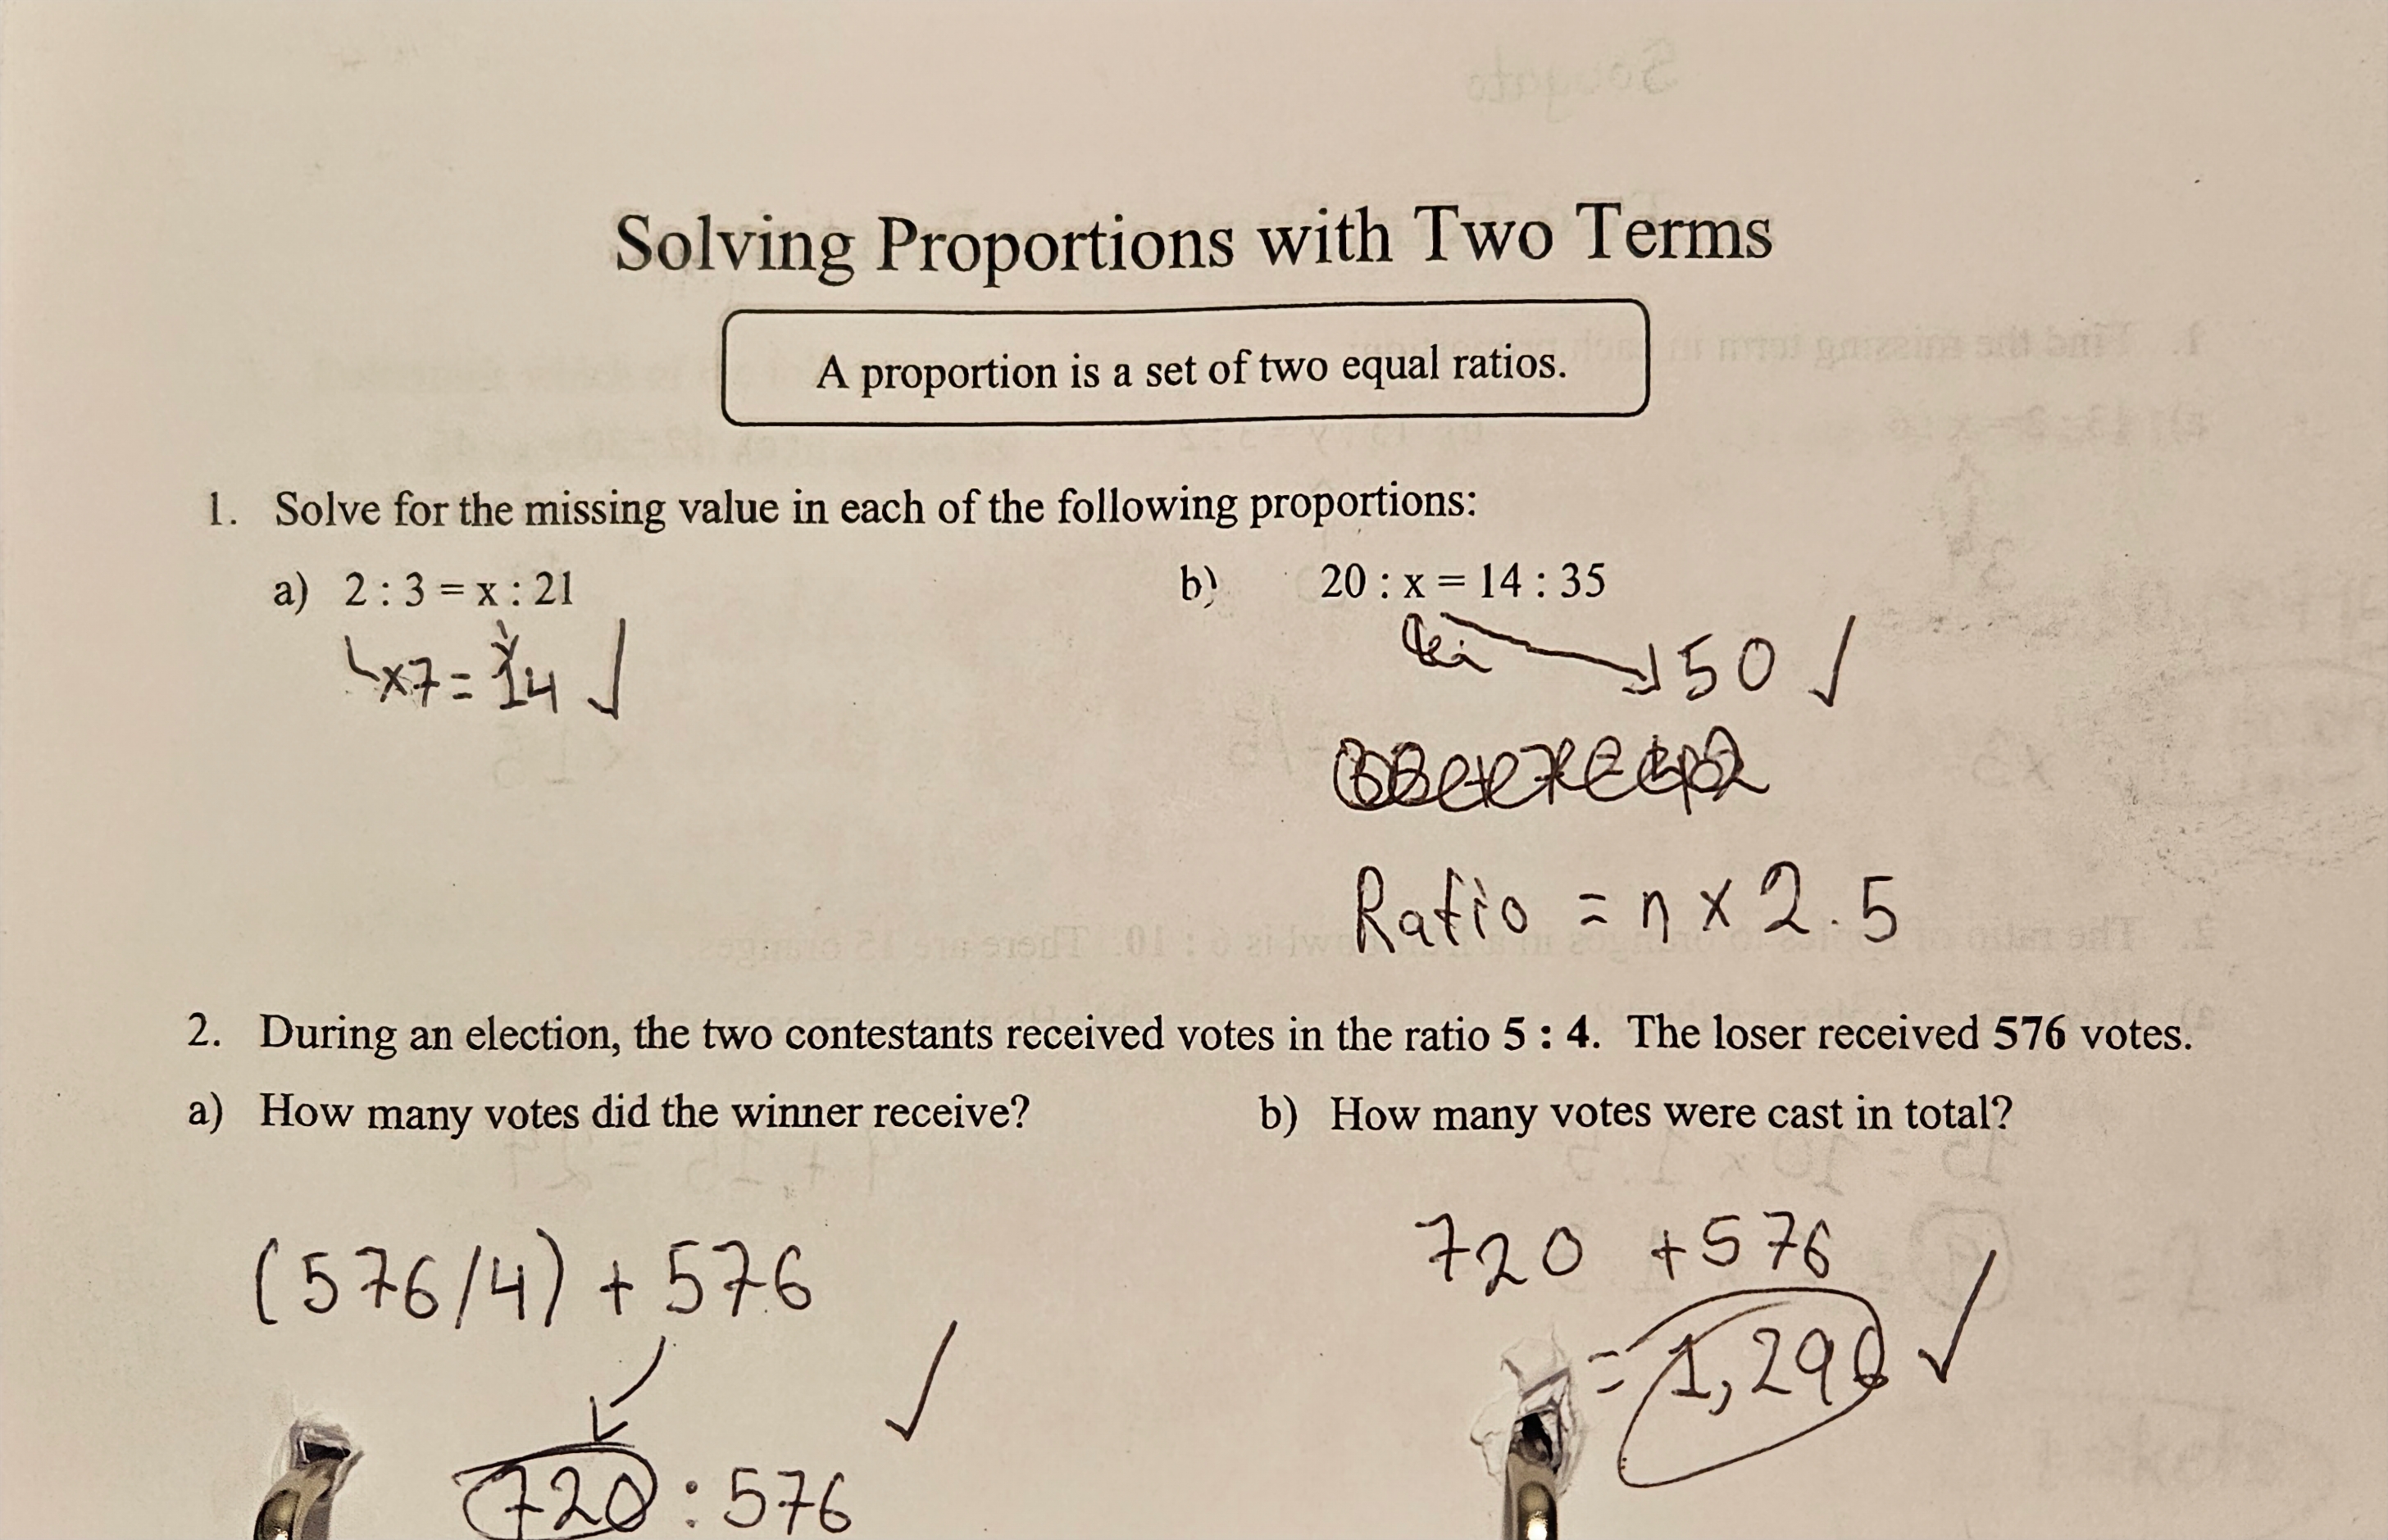 Solving Proportions with Two Terms
A proportion is a set of two equal ratios.
1. Solve for the missing value in each of the following proportions:
a) 2 : 3 = x : 21
b) 20 : x = 14 : 35
x7 = 14 ✓
50 ✓
Ratio = n x 2.5
2. During an election, the two contestants received votes in the ratio 5 : 4. The loser received 576 votes.
a) How many votes did the winner receive?
b) How many votes were cast in total?
(576/4) + 576
720 + 576
= 1,296 ✓
720 : 576 ✓